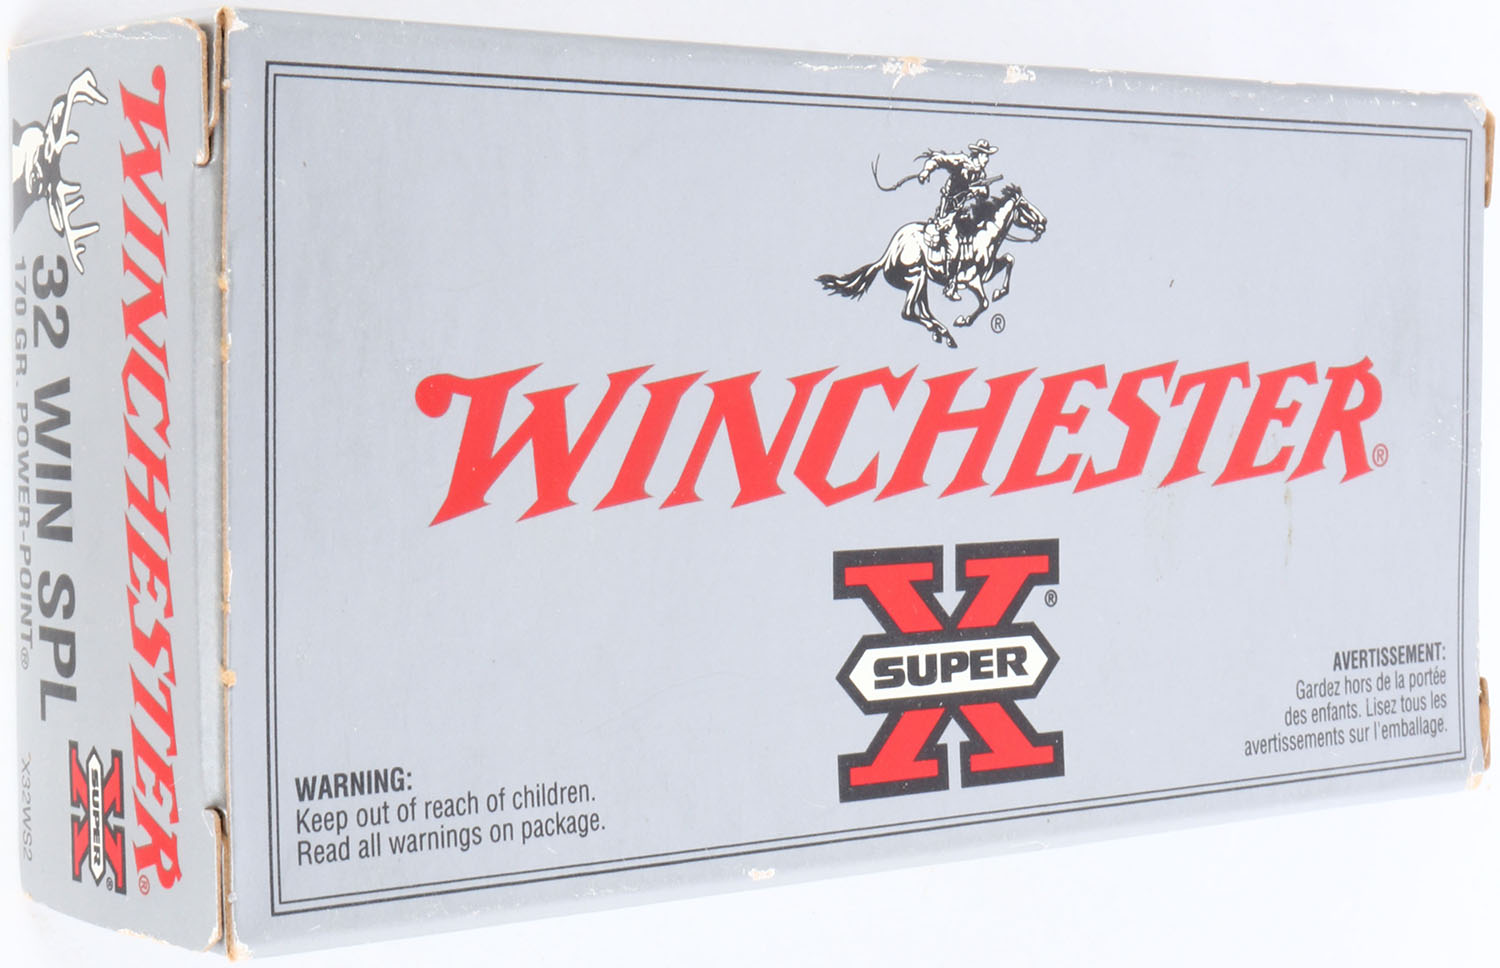 WINCHESTER®
32 WIN SPL
170 GR. POWER-POINT®
X
SUPER
®
X32WS2
®
WINCHESTER®
X®
SUPER
WARNING:
Keep out of reach of children.
Read all warnings on package.
AVERTISSEMENT:
Gardez hors de la portée
des enfants. Lisez tous les
avertissements sur l'emballage.